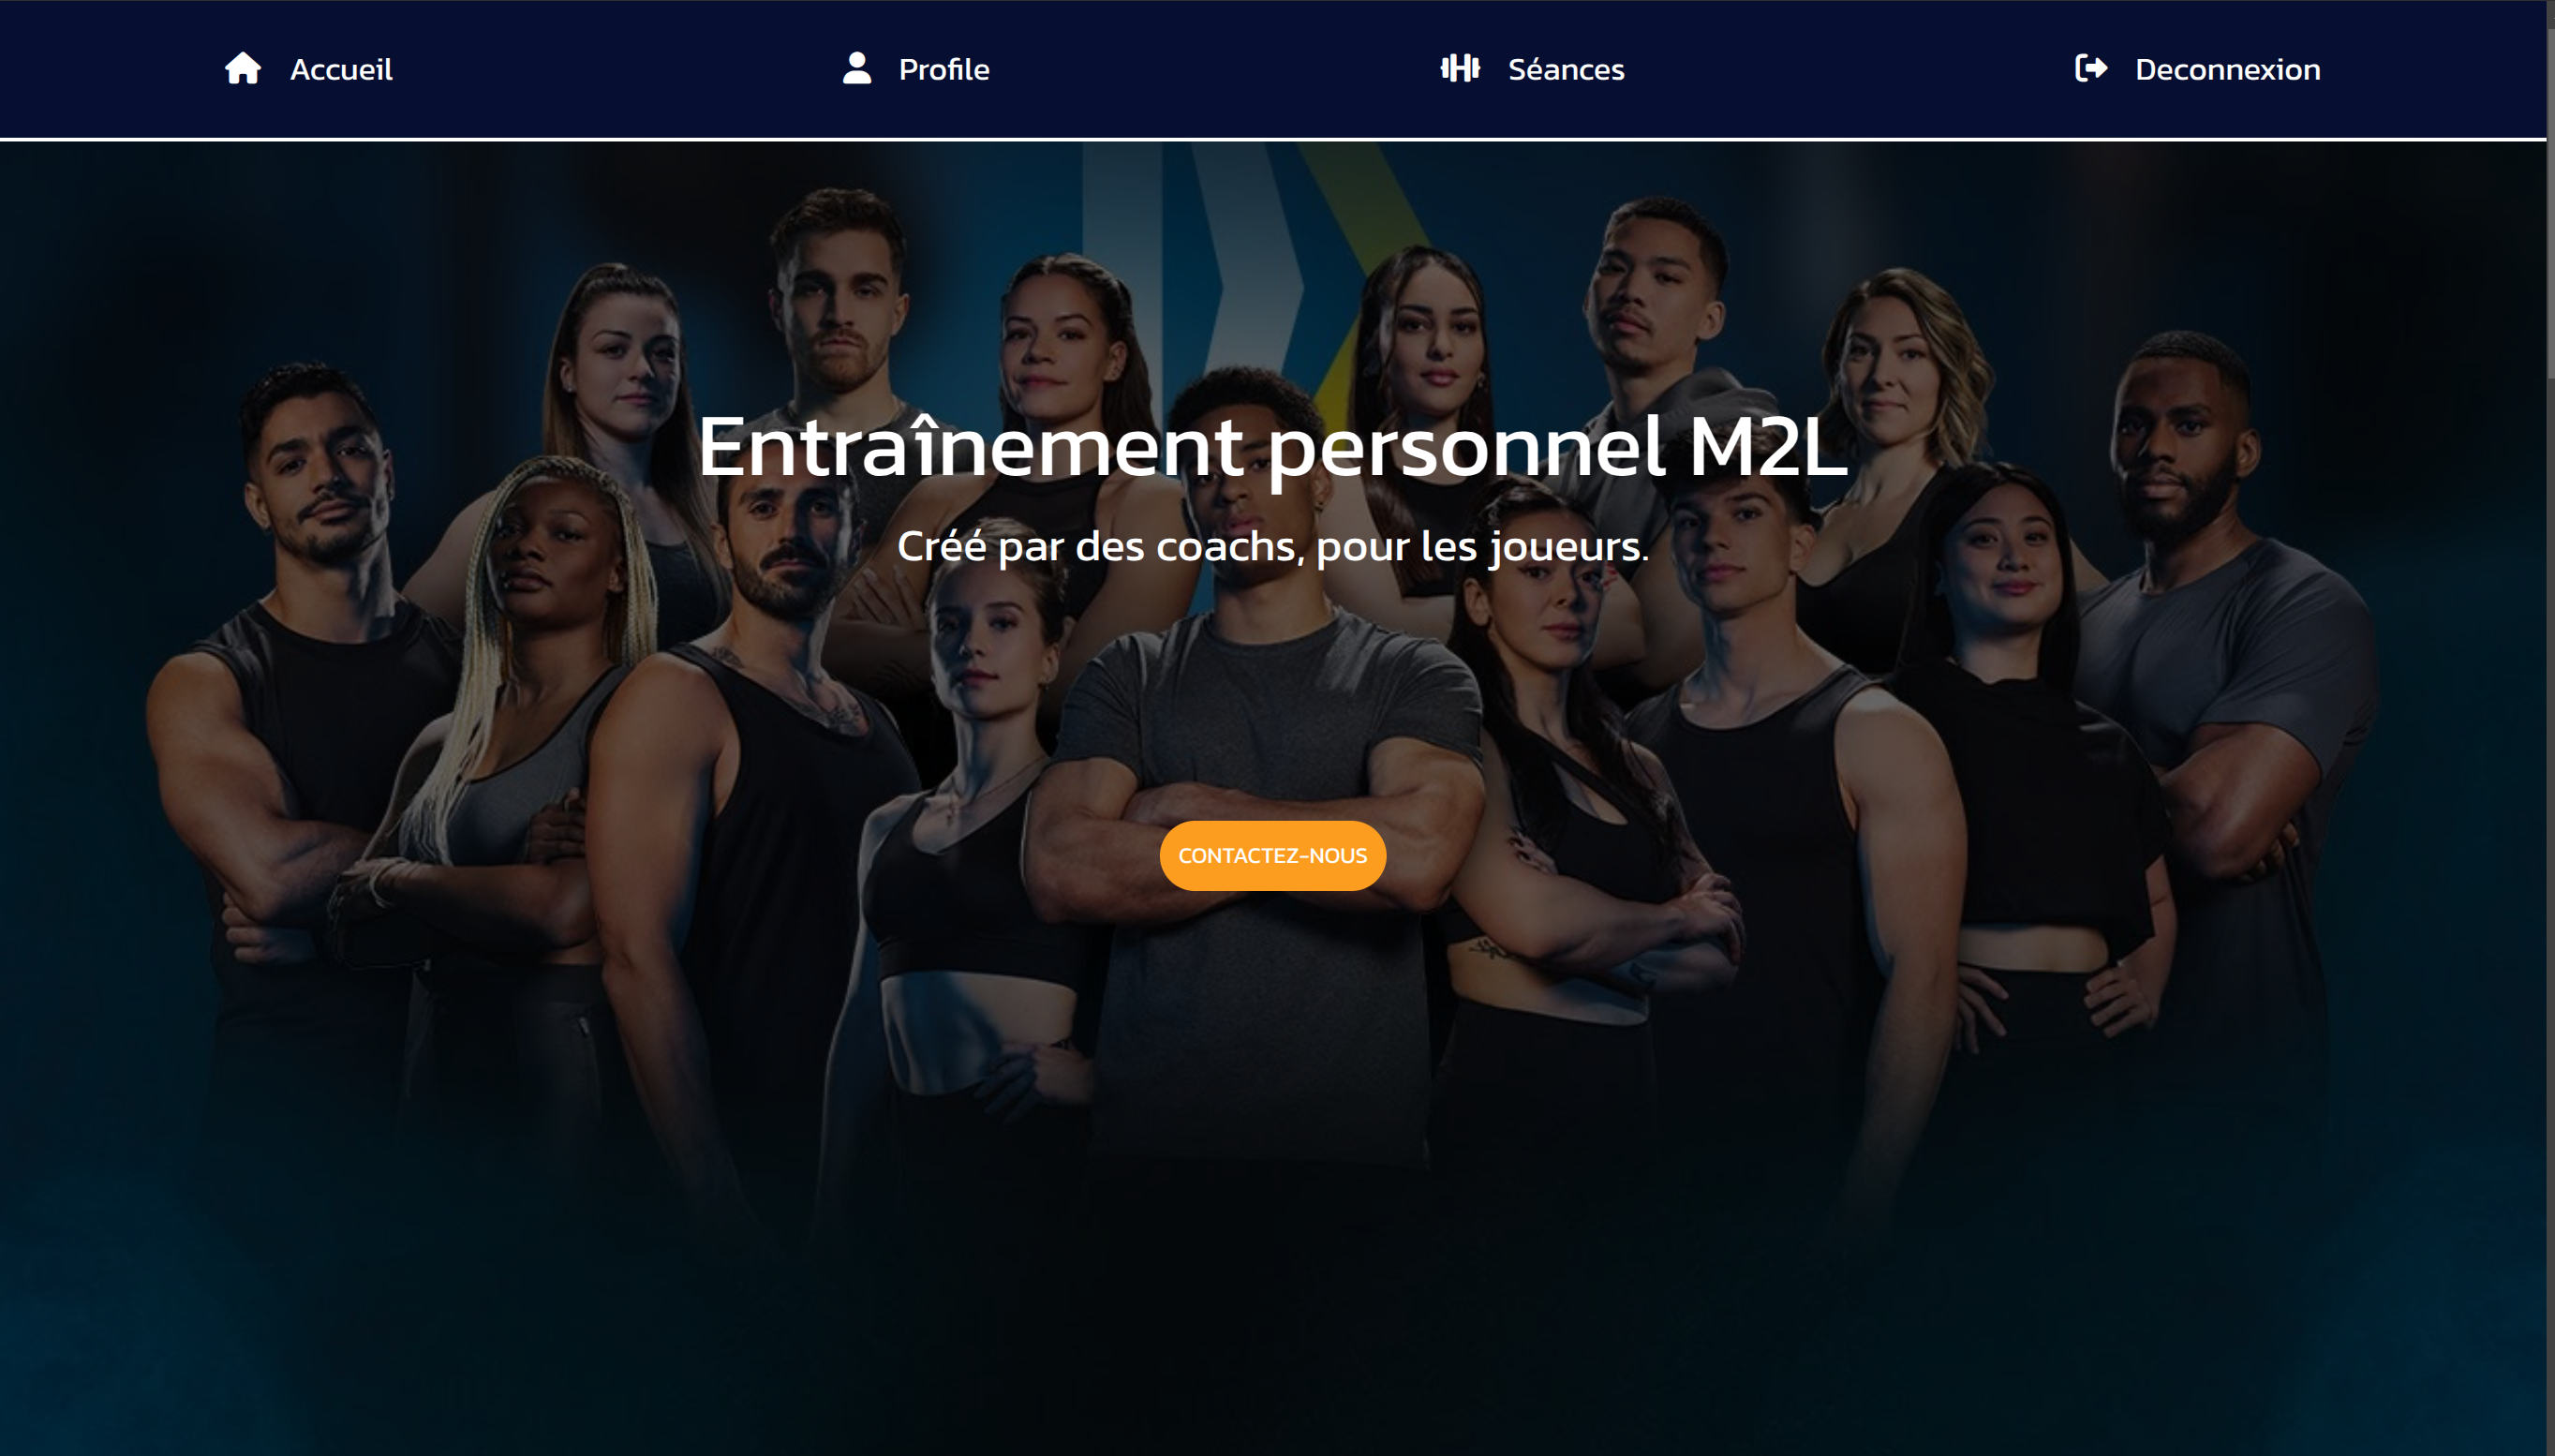 Accueil
Profile
Séances
Deconnexion
Entraînement personnel M2L
Créé par des coachs, pour les joueurs.
CONTACTEZ-NOUS